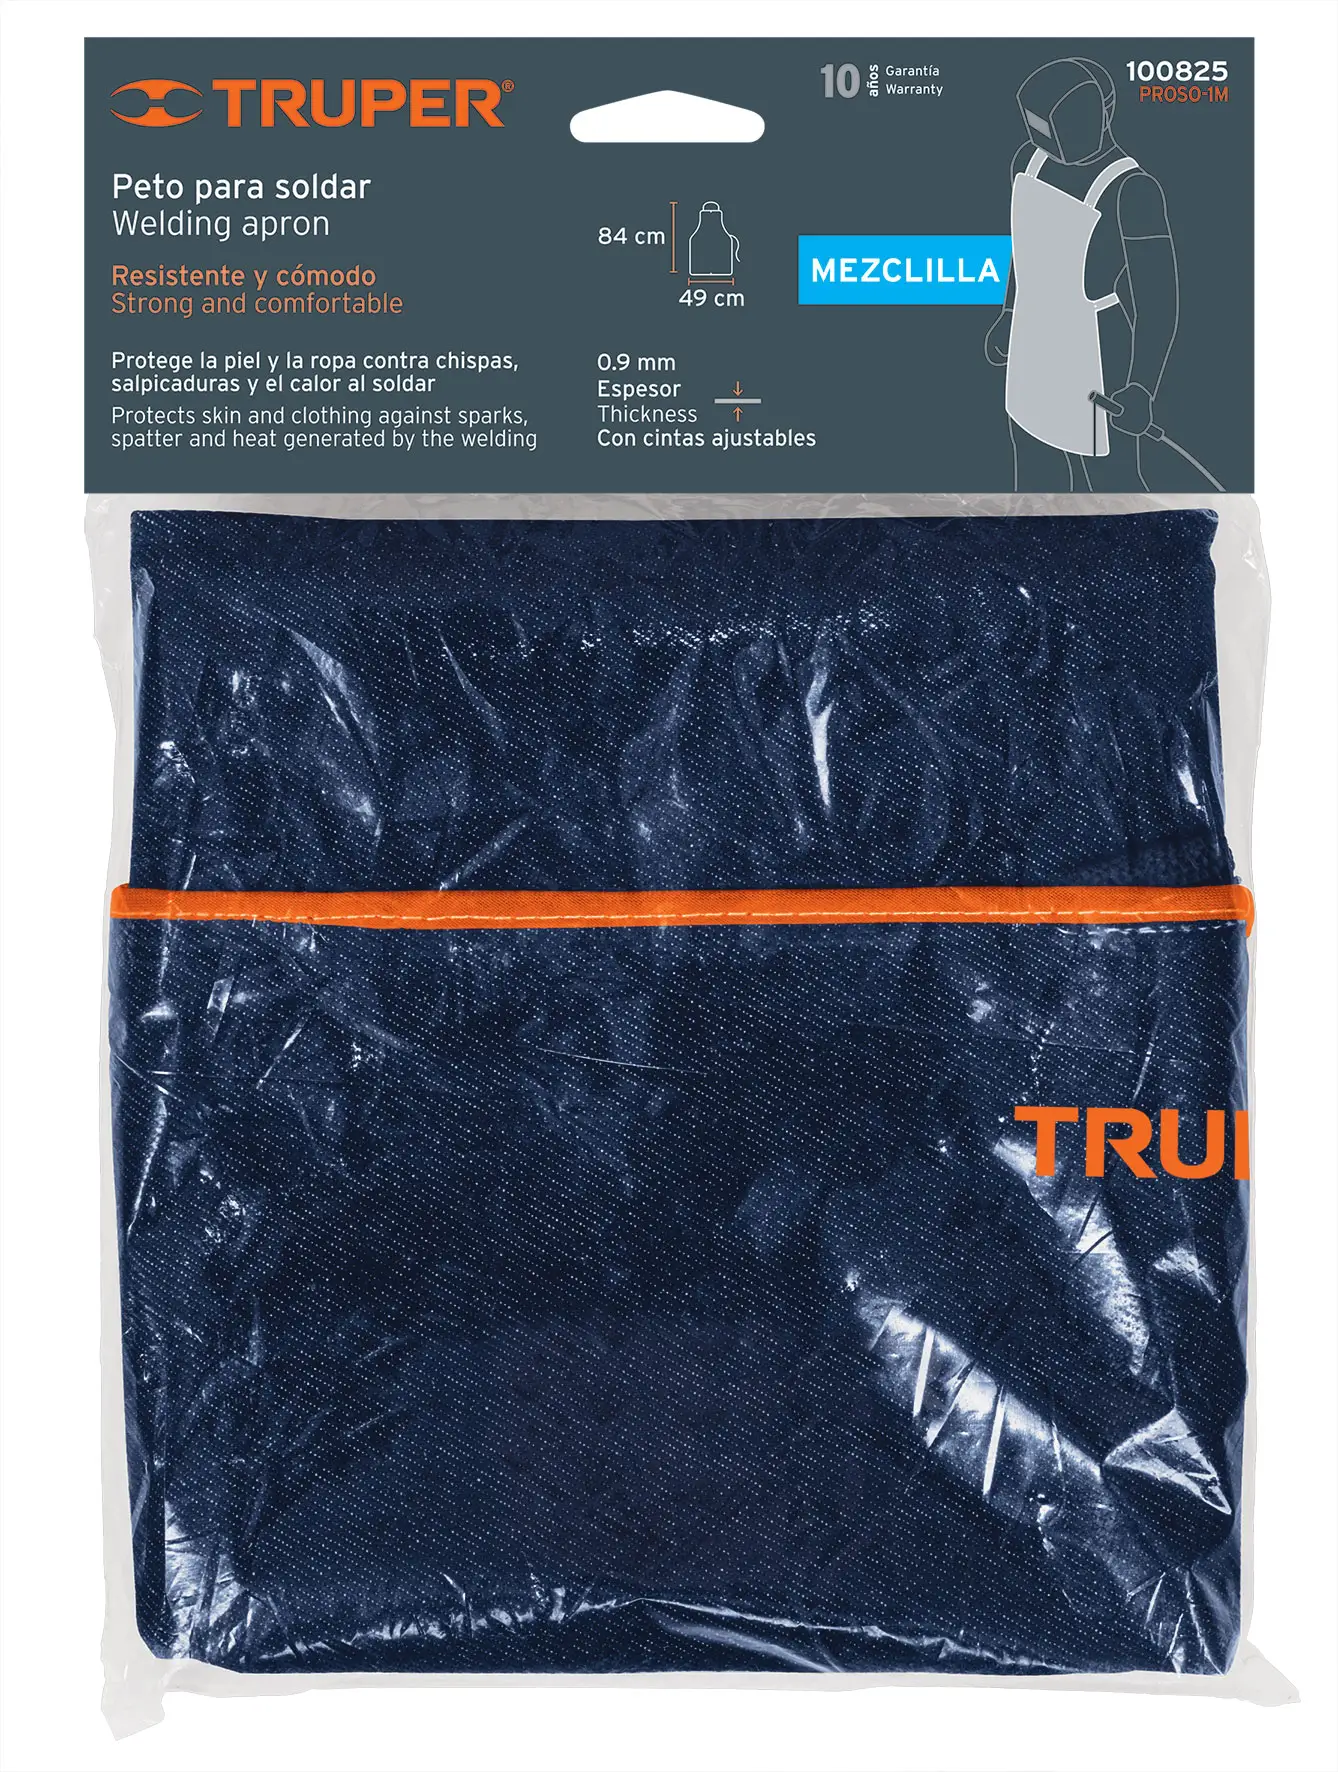 TRUPER®
10 años Garantía
Warranty
100825
PROSO-1M
Peto para soldar
Welding apron
Resistente y cómodo
Strong and comfortable
84 cm
49 cm
MEZCLILLA
Protege la piel y la ropa contra chispas,
salpicaduras y el calor al soldar
Protects skin and clothing against sparks,
spatter and heat generated by the welding
0.9 mm
Espesor
Thickness
Con cintas ajustables
TRU